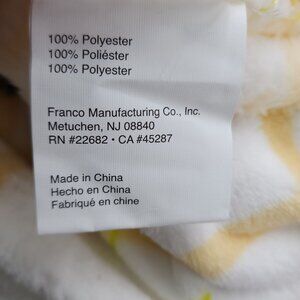 100% Polyester
100% Poliéster
100% Polyester
Franco Manufacturing Co., Inc.
Metuchen, NJ 08840
RN #22682 • CA #45287
Made in China
Hecho en China
Fabriqué en chine